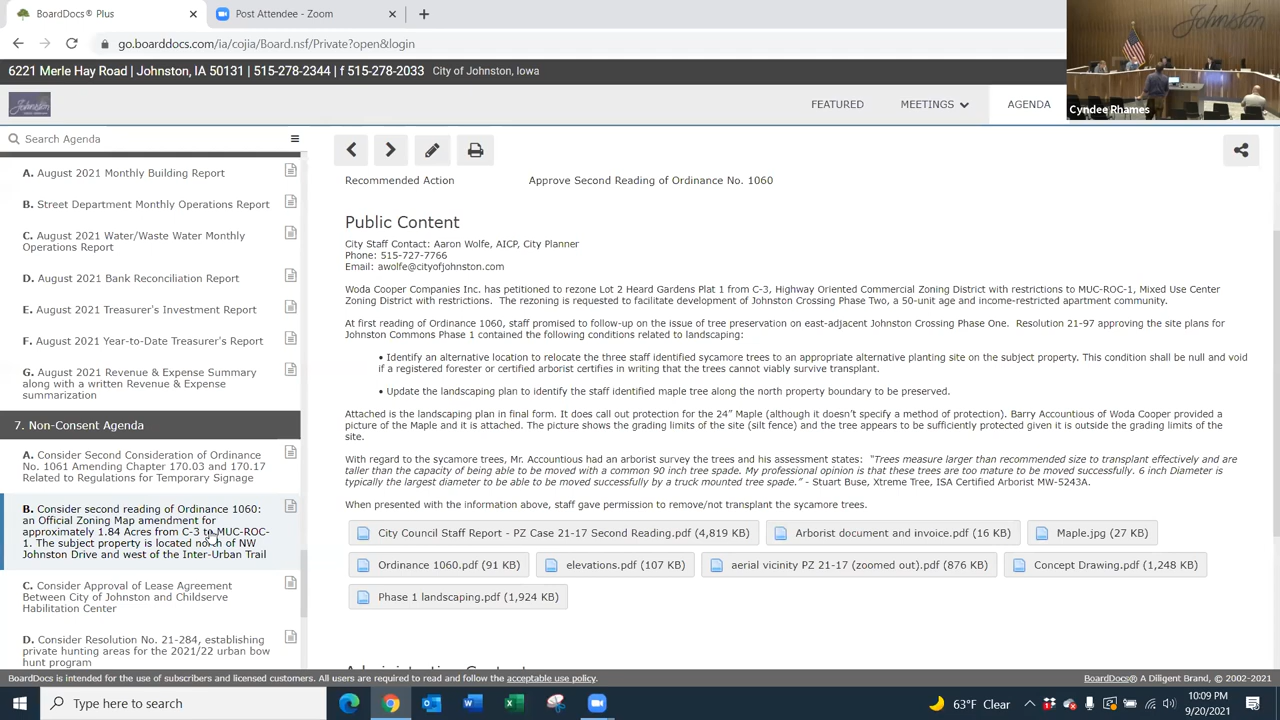 BoardDocs® Plus
Post Attendee - Zoom
go.boarddocs.com/ia/cojia/Board.nsf/Private?open&login
Johnston
Cyndee Rhames
6221 Merle Hay Road | Johnston, IA 50131 | 515-278-2344 | f 515-278-2033 City of Johnston, Iowa
Johnston
FEATURED MEETINGS AGENDA
Search Agenda
A. August 2021 Monthly Building Report
B. Street Department Monthly Operations Report
C. August 2021 Water/Waste Water Monthly
Operations Report
D. August 2021 Bank Reconciliation Report
E. August 2021 Treasurer's Investment Report
F. August 2021 Year-to-Date Treasurer's Report
G. August 2021 Revenue & Expense Summary
along with a written Revenue & Expense
summarization
7. Non-Consent Agenda
A. Consider Second Consideration of Ordinance
No. 1061 Amending Chapter 170.03 and 170.17
Related to Regulations for Temporary Signage
B. Consider second reading of Ordinance 1060:
an Official Zoning Map amendment for
approximately 1.84 Acres from C-3 to MUC-ROC-
1. The subject property is located north of NW
Johnston Drive and west of the Inter-Urban Trail
C. Consider Approval of Lease Agreement
Between City of Johnston and Childserve
Habilitation Center
D. Consider Resolution No. 21-284, establishing
private hunting areas for the 2021/22 urban bow
hunt program
Recommended Action Approve Second Reading of Ordinance No. 1060
Public Content
City Staff Contact: Aaron Wolfe, AICP, City Planner
Phone: 515-727-7766
Email: awolfe@cityofjohnston.com
Woda Cooper Companies Inc. has petitioned to rezone Lot 2 Heard Gardens Plat 1 from C-3, Highway Oriented Commercial Zoning District with restrictions to MUC-ROC-1, Mixed Use Center
Zoning District with restrictions. The rezoning is requested to facilitate development of Johnston Crossing Phase Two, a 50-unit age and income-restricted apartment community.
At first reading of Ordinance 1060, staff promised to follow-up on the issue of tree preservation on east-adjacent Johnston Crossing Phase One. Resolution 21-97 approving the site plans for
Johnston Commons Phase 1 contained the following conditions related to landscaping:
• Identify an alternative location to relocate the three staff identified sycamore trees to an appropriate alternative planting site on the subject property. This condition shall be null and void
if a registered forester or certified arborist certifies in writing that the trees cannot viably survive transplant.
• Update the landscaping plan to identify the staff identified maple tree along the north property boundary to be preserved.
Attached is the landscaping plan in final form. It does call out protection for the 24" Maple (although it doesn't specify a method of protection). Barry Accountious of Woda Cooper provided a
picture of the Maple and it is attached. The picture shows the grading limits of the site (silt fence) and the tree appears to be sufficiently protected given it is outside the grading limits of the
site.
With regard to the sycamore trees, Mr. Accountious had an arborist survey the trees and his assessment states: "Trees measure larger than recommended size to transplant effectively and are
taller than the capacity of being able to be moved with a common 90 inch tree spade. My professional opinion is that these trees are too mature to be moved successfully. 6 inch Diameter is
typically the largest diameter to be able to be moved successfully by a truck mounted tree spade." - Stuart Buse, Xtreme Tree, ISA Certified Arborist MW-5243A.
When presented with the information above, staff gave permission to remove/not transplant the sycamore trees.
City Council Staff Report - PZ Case 21-17 Second Reading.pdf (4,819 KB) Arborist document and invoice.pdf (16 KB) Maple.jpg (27 KB)
Ordinance 1060.pdf (91 KB) elevations.pdf (107 KB) aerial vicinity PZ 21-17 (zoomed out).pdf (876 KB) Concept Drawing.pdf (1,248 KB)
Phase 1 landscaping.pdf (1,924 KB)
BoardDocs is intended for the use of subscribers and licensed customers. All users are required to read and follow the acceptable use policy. BoardDocs® A Diligent Brand, © 2002-2021
Type here to search
63°F Clear
10:09 PM
9/20/2021